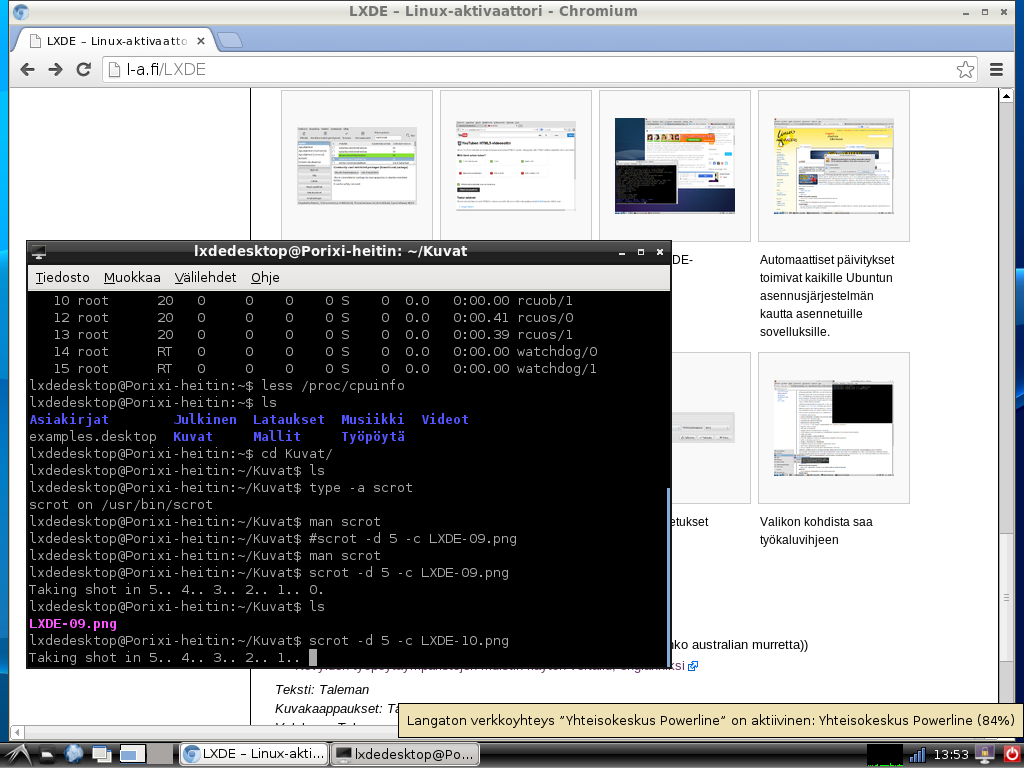 LXDE – Linux-aktivaattori - Chromium
LXDE – Linux-aktivaatto
l-a.fi/LXDE
DE-
Automaattiset päivitykset
toimivat kaikille Ubuntun
asennusjärjestelmän
kautta asennetuille
sovelluksille.
lxdedesktop@Porixi-heitin: ~/Kuvat
Tiedosto Muokkaa Välilehdet Ohje
10 root 20 0 0 0 0 S 0 0.0 0:00.00 rcuob/1
12 root 20 0 0 0 0 S 0 0.0 0:00.41 rcuos/0
13 root 20 0 0 0 0 S 0 0.0 0:00.39 rcuos/1
14 root RT 0 0 0 0 S 0 0.0 0:00.00 watchdog/0
15 root RT 0 0 0 0 S 0 0.0 0:00.00 watchdog/1
lxdedesktop@Porixi-heitin:~$ less /proc/cpuinfo
lxdedesktop@Porixi-heitin:~$ ls
Asiakirjat Julkinen Lataukset Musiikki Videot
examples.desktop Kuvat Mallit Työpöytä
lxdedesktop@Porixi-heitin:~$ cd Kuvat/
lxdedesktop@Porixi-heitin:~/Kuvat$ ls
lxdedesktop@Porixi-heitin:~/Kuvat$ type -a scrot
scrot on /usr/bin/scrot
lxdedesktop@Porixi-heitin:~/Kuvat$ man scrot
lxdedesktop@Porixi-heitin:~/Kuvat$ #scrot -d 5 -c LXDE-09.png
lxdedesktop@Porixi-heitin:~/Kuvat$ man scrot
lxdedesktop@Porixi-heitin:~/Kuvat$ scrot -d 5 -c LXDE-09.png
Taking shot in 5.. 4.. 3.. 2.. 1.. 0.
lxdedesktop@Porixi-heitin:~/Kuvat$ ls
LXDE-09.png
lxdedesktop@Porixi-heitin:~/Kuvat$ scrot -d 5 -c LXDE-10.png
Taking shot in 5.. 4.. 3.. 2.. 1..
etukset
Valikon kohdista saa
työkaluvihjeen
nko australian murretta))
Teksti: Taleman
Kuvakaappaukset: Ta
Langaton verkkoyhteys ”Yhteisokeskus Powerline” on aktiivinen: Yhteisokeskus Powerline (84%)
LXDE – Linux-akti...
lxdedesktop@Po...
13:53